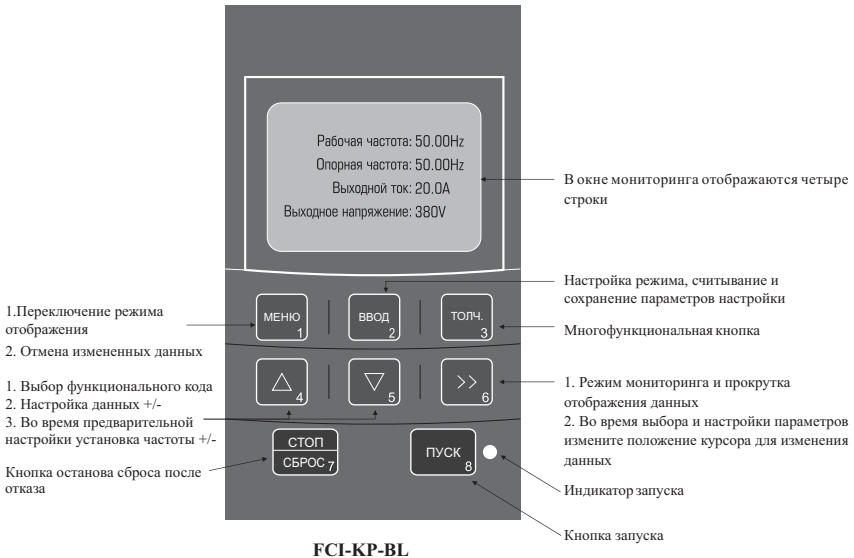 Рабочая частота: 50.00Hz
Опорная частота: 50.00Hz
Выходной ток: 20.0A
Выходное напряжение: 380V
В окне мониторинга отображаются четыре
строки
Настройка режима, считывание и
сохранение параметров настройки
1.Переключение режима
отображения
2. Отмена измененных данных
МЕНЮ
1
ВВОД
2
ТОЛЧ.
3
Многофункциональная кнопка
1. Выбор функционального кода
2. Настройка данных +/-
3. Во время предварительной
настройки установка частоты +/-
4
5
>>
6
1. Режим мониторинга и прокрутка
отображения данных
2. Во время выбора и настройки параметров
измените положение курсора для изменения
данных
Кнопка останова сброса после
отказа
СТОП
СБРОС 7
ПУСК
8
Индикатор запуска
Кнопка запуска
FCI-KP-BL